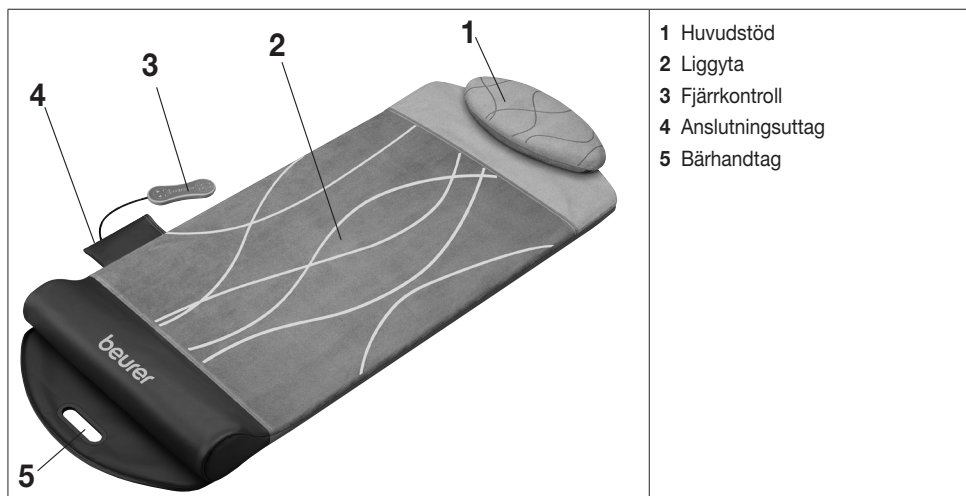 1
2
3
4
beurer
5
1 Huvudstöd
2 Liggyta
3 Fjärrkontroll
4 Anslutningsuttag
5 Bärhandtag